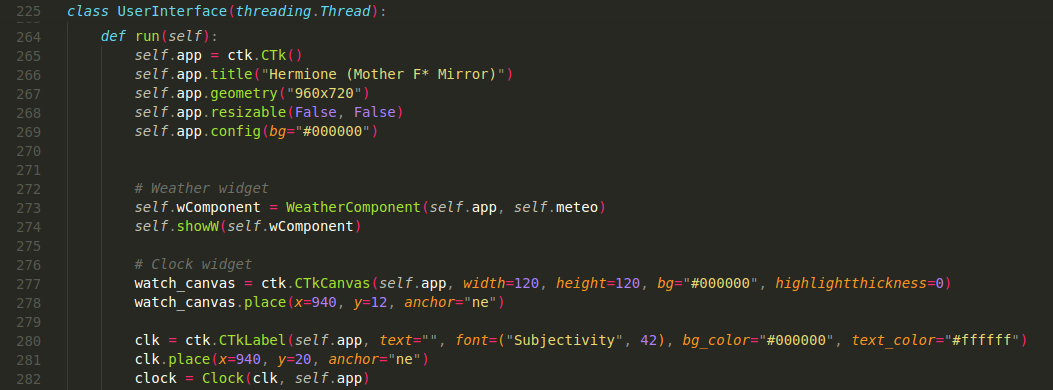 225 class UserInterface(threading.Thread):
264 def run(self):
265 self.app = ctk.CTk()
266 self.app.title("Hermione (Mother F* Mirror)")
267 self.app.geometry("960x720")
268 self.app.resizable(False, False)
269 self.app.config(bg="#000000")
270
271
272 # Weather widget
273 self.wComponent = WeatherComponent(self.app, self.meteo)
274 self.showW(self.wComponent)
275
276 # Clock widget
277 watch_canvas = ctk.CTkCanvas(self.app, width=120, height=120, bg="#000000", highlightthickness=0)
278 watch_canvas.place(x=940, y=12, anchor="ne")
279
280 clk = ctk.CTkLabel(self.app, text="", font=("Subjectivity", 42), bg_color="#000000", text_color="#ffffff")
281 clk.place(x=940, y=20, anchor="ne")
282 clock = Clock(clk, self.app)